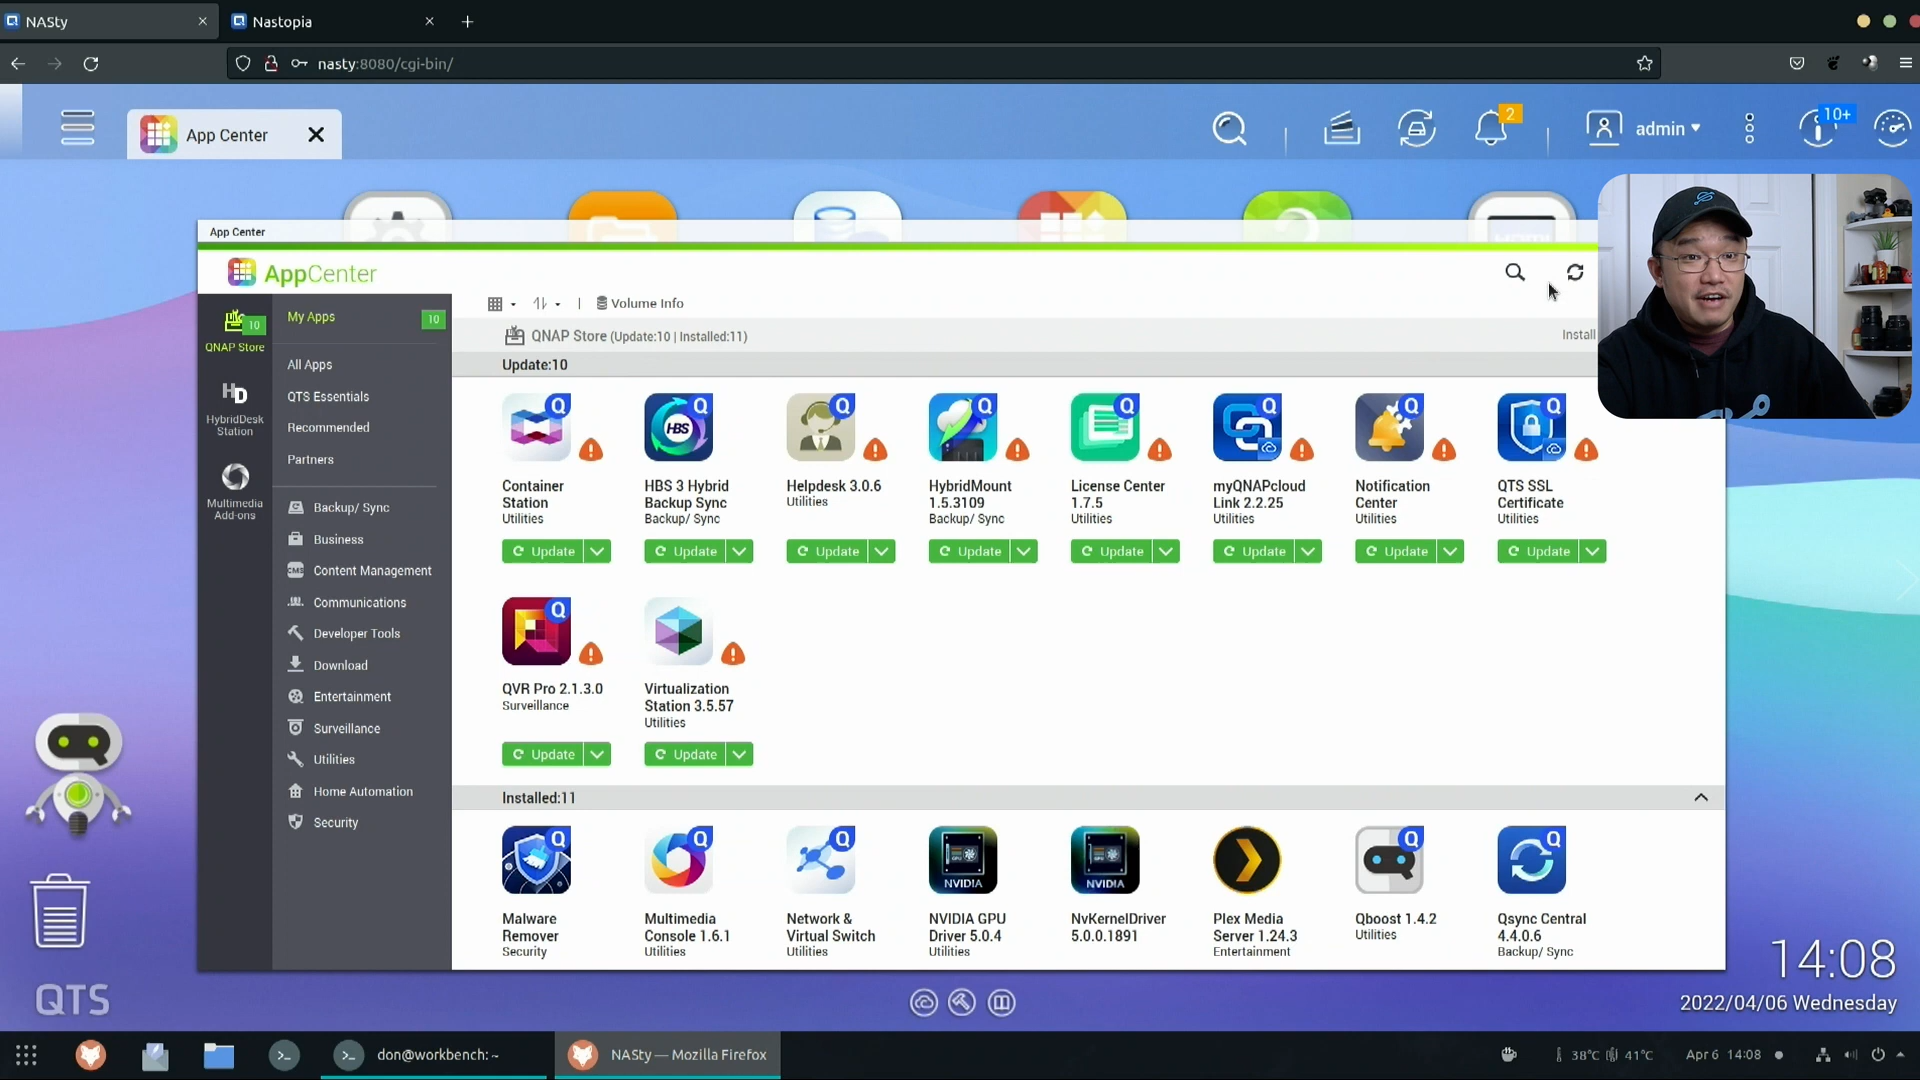 NASty
Nastopia
nasty:8080/cgi-bin/
App Center
2
admin
10+
App Center
AppCenter
10
QNAP Store
HD
HybridDesk
Station
Multimedia
Add-ons
My Apps
10
All Apps
QTS Essentials
Recommended
Partners
Backup/ Sync
Business
CMS
Content Management
Communications
Developer Tools
Download
Entertainment
Surveillance
Utilities
Home Automation
Security
Volume Info
QNAP Store (Update:10 | Installed:11)
Install
Update:10
Container
Station
Utilities
Update
HBS
HBS 3 Hybrid
Backup Sync
Backup/ Sync
Update
Helpdesk 3.0.6
Utilities
Update
HybridMount
1.5.3109
Backup/ Sync
Update
License Center
1.7.5
Utilities
Update
myQNAPcloud
Link 2.2.25
Utilities
Update
Notification
Center
Utilities
Update
QTS SSL
Certificate
Utilities
Update
QVR Pro 2.1.3.0
Surveillance
Update
Virtualization
Station 3.5.57
Utilities
Update
Installed:11
Malware
Remover
Security
Multimedia
Console 1.6.1
Utilities
Network &
Virtual Switch
Utilities
NVIDIA
NVIDIA GPU
Driver 5.0.4
Utilities
NVIDIA
NvKernelDriver
5.0.0.1891
Plex Media
Server 1.24.3
Entertainment
Qboost 1.4.2
Utilities
Qsync Central
4.4.0.6
Backup/ Sync
QTS
14:08
2022/04/06 Wednesday
don@workbench: ~
NASty — Mozilla Firefox
38°C
41°C
Apr 6 14:08